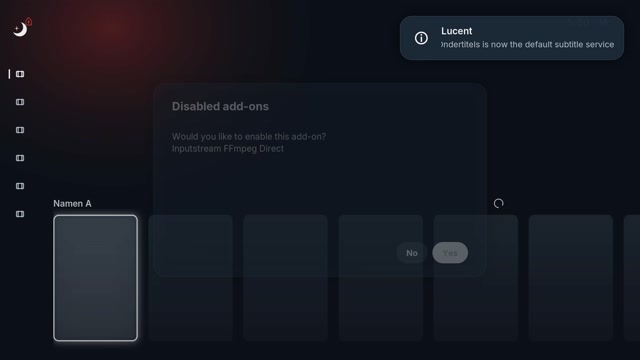 Lucent
ndertitels is now the default subtitle service
Disabled add-ons
Would you like to enable this add-on?
Inputstream FFmpeg Direct
Namen A
No
Yes